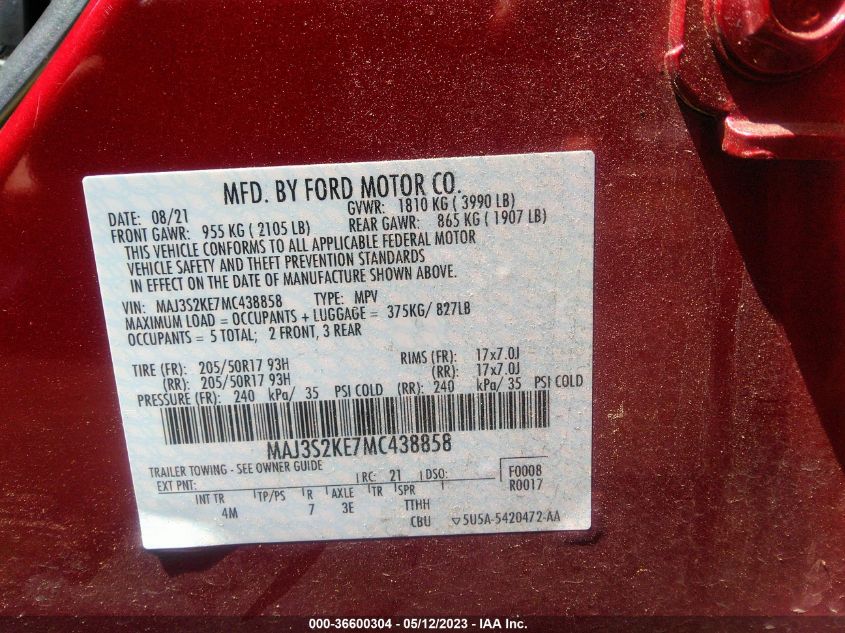 MFD. BY FORD MOTOR CO.
DATE: 08/21 GVWR: 1810 KG ( 3990 LB)
FRONT GAWR: 955 KG ( 2105 LB) REAR GAWR: 865 KG ( 1907 LB)
THIS VEHICLE CONFORMS TO ALL APPLICABLE FEDERAL MOTOR
VEHICLE SAFETY AND THEFT PREVENTION STANDARDS
IN EFFECT ON THE DATE OF MANUFACTURE SHOWN ABOVE.
VIN: MAJ3S2KE7MC438858 TYPE: MPV
MAXIMUM LOAD = OCCUPANTS + LUGGAGE = 375KG/ 827LB
OCCUPANTS = 5 TOTAL; 2 FRONT, 3 REAR
TIRE (FR): 205/50R17 93H RIMS (FR): 17x7.0J
(RR): 205/50R17 93H (RR): 17x7.0J
PRESSURE (FR): 240 kPa/ 35 PSI COLD (RR): 240 kPa/ 35 PSI COLD
MAJ3S2KE7MC438858
TRAILER TOWING - SEE OWNER GUIDE
EXT PNT: RC: 21 DSO: F0008
R0017
INT TR TP/PS R AXLE TR SPR
4M 7 3E TTHH
CBU 5U5A-5420472-AA
000-36600304 - 05/12/2023 - IAA Inc.